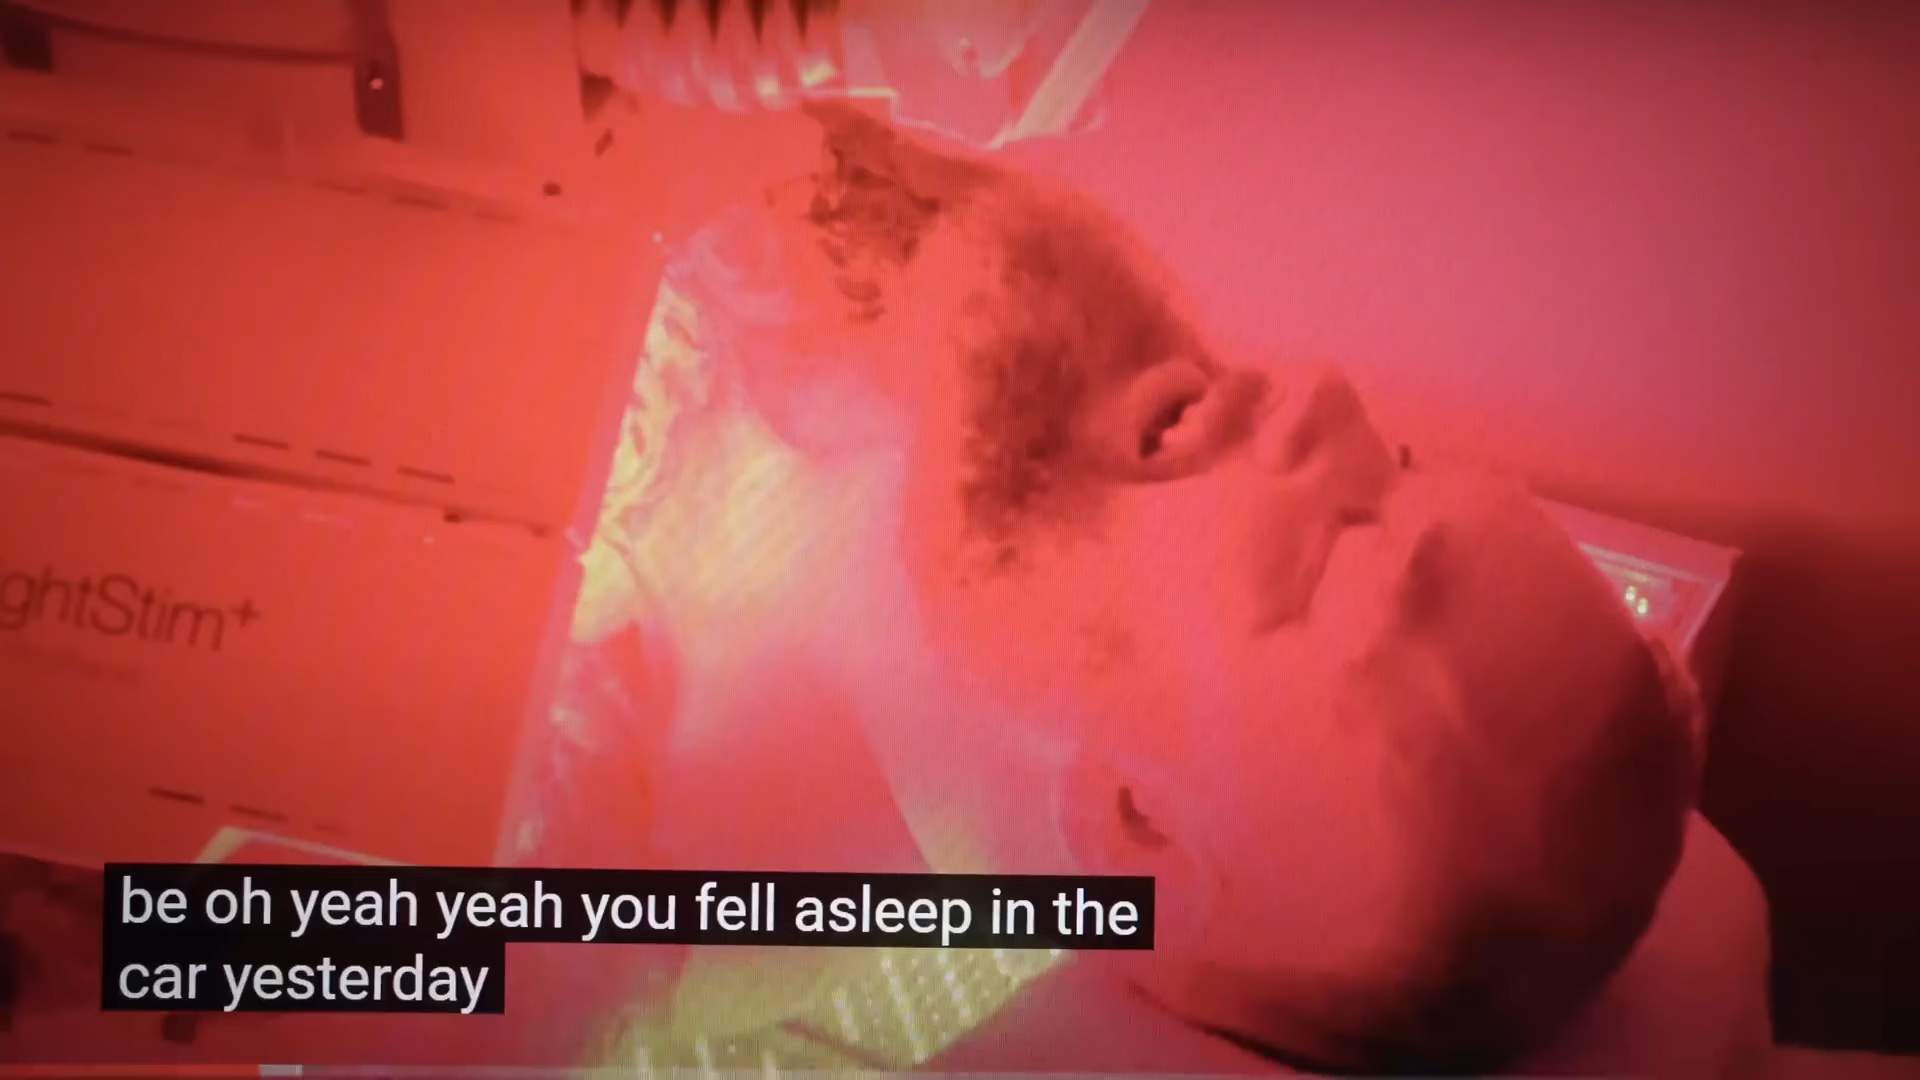 ghtStim+
be oh yeah yeah you fell asleep in the
car yesterday